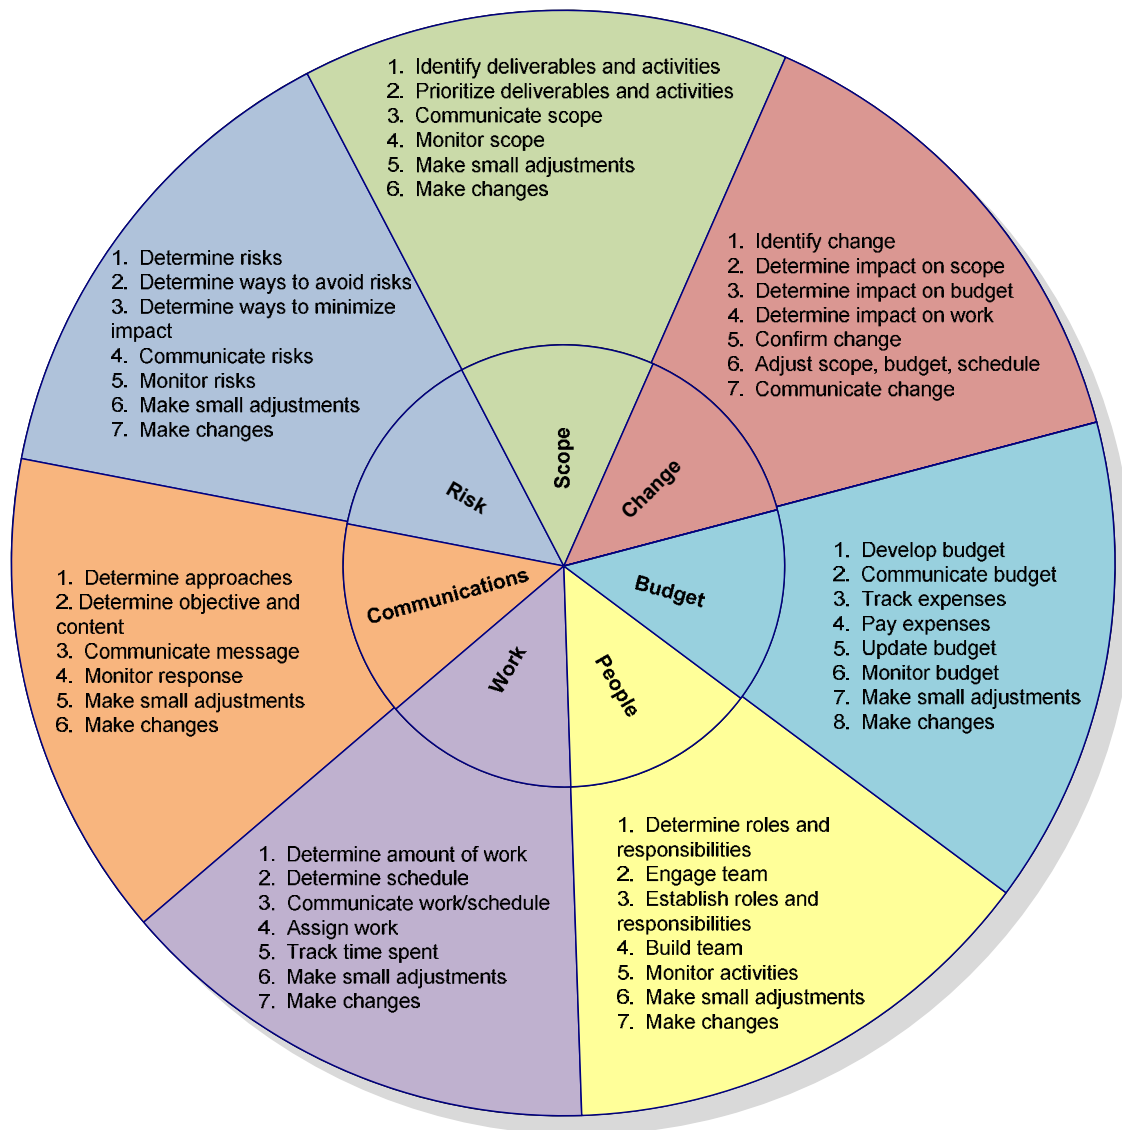 1. Identify deliverables and activities
2. Prioritize deliverables and activities
3. Communicate scope
4. Monitor scope
5. Make small adjustments
6. Make changes
Scope
1. Identify change
2. Determine impact on scope
3. Determine impact on budget
4. Determine impact on work
5. Confirm change
6. Adjust scope, budget, schedule
7. Communicate change
Change
1. Develop budget
2. Communicate budget
3. Track expenses
4. Pay expenses
5. Update budget
6. Monitor budget
7. Make small adjustments
8. Make changes
Budget
1. Determine roles and
responsibilities
2. Engage team
3. Establish roles and
responsibilities
4. Build team
5. Monitor activities
6. Make small adjustments
7. Make changes
People
1. Determine amount of work
2. Determine schedule
3. Communicate work/schedule
4. Assign work
5. Track time spent
6. Make small adjustments
7. Make changes
Work
1. Determine approaches
2. Determine objective and
content
3. Communicate message
4. Monitor response
5. Make small adjustments
6. Make changes
Communications
1. Determine risks
2. Determine ways to avoid risks
3. Determine ways to minimize
impact
4. Communicate risks
5. Monitor risks
6. Make small adjustments
7. Make changes
Risk